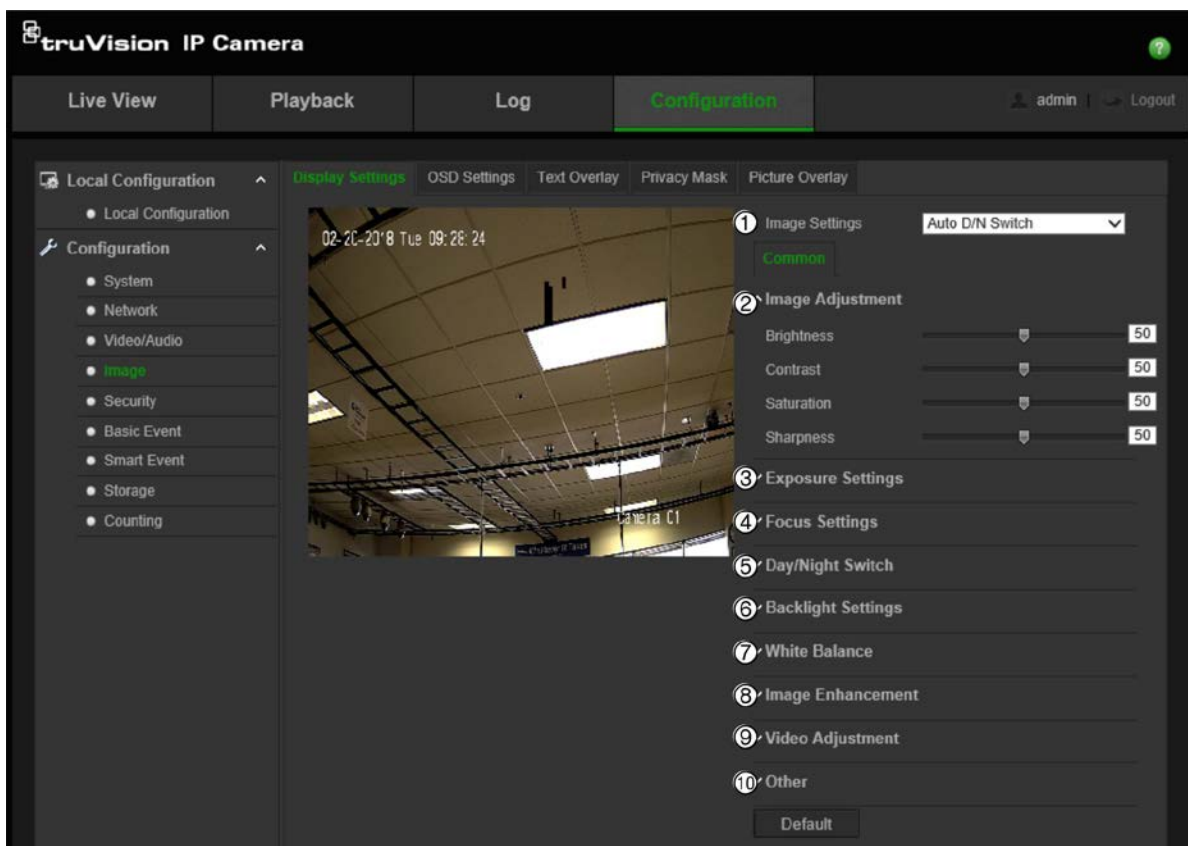 truVision IP Camera
?
Live View
Playback
Log
Configuration
admin | Logout
Local Configuration
Local Configuration
Configuration
System
Network
Video/Audio
Image
Security
Basic Event
Smart Event
Storage
Counting
Display Settings
OSD Settings
Text Overlay
Privacy Mask
Picture Overlay
02-20-2018 Tue 09:28:24
Camera 01
① Image Settings
Auto D/N Switch
Common
② Image Adjustment
Brightness 50
Contrast 50
Saturation 50
Sharpness 50
③ Exposure Settings
④ Focus Settings
⑤ Day/Night Switch
⑥ Backlight Settings
⑦ White Balance
⑧ Image Enhancement
⑨ Video Adjustment
⑩ Other
Default